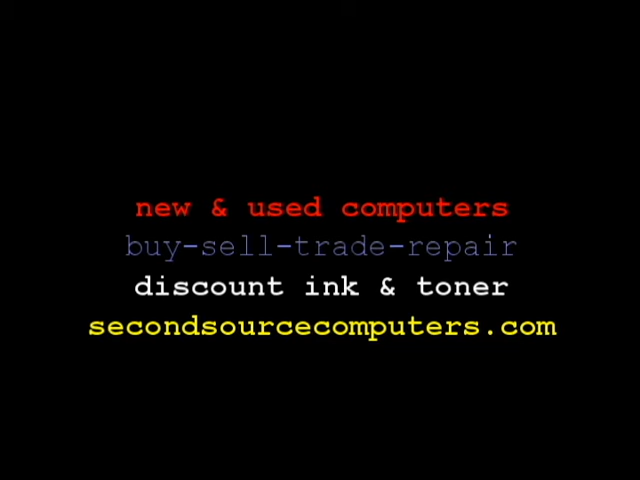 new & used computers
buy-sell-trade-repair
discount ink & toner
secondsourcecomputers.com